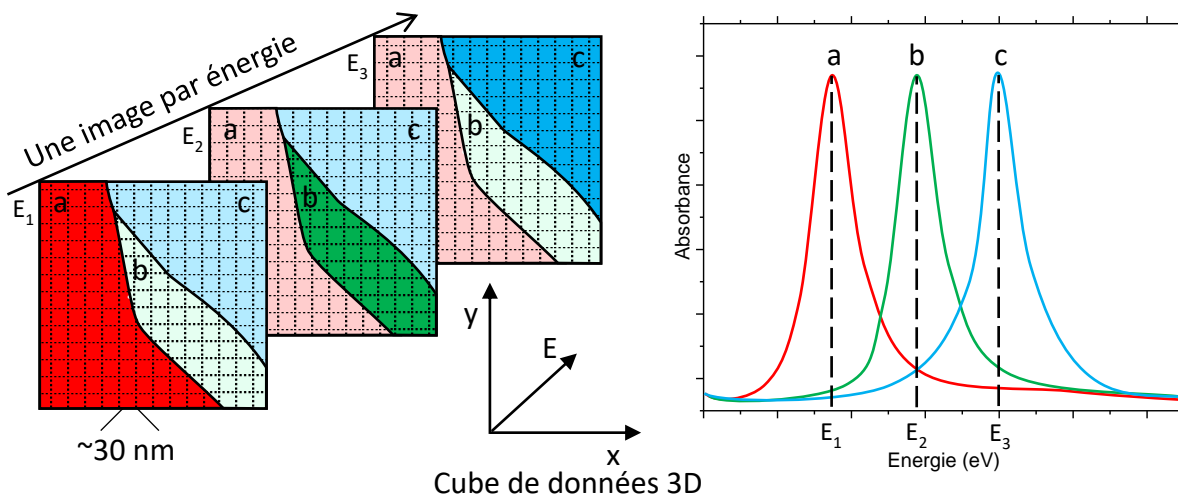 Une image par énergie
E1
a
b
c
E2
a
b
c
E3
a
b
c
~30 nm
y
E
x
Cube de données 3D
a
b
c
Absorbance
E1
E2
E3
Energie (eV)